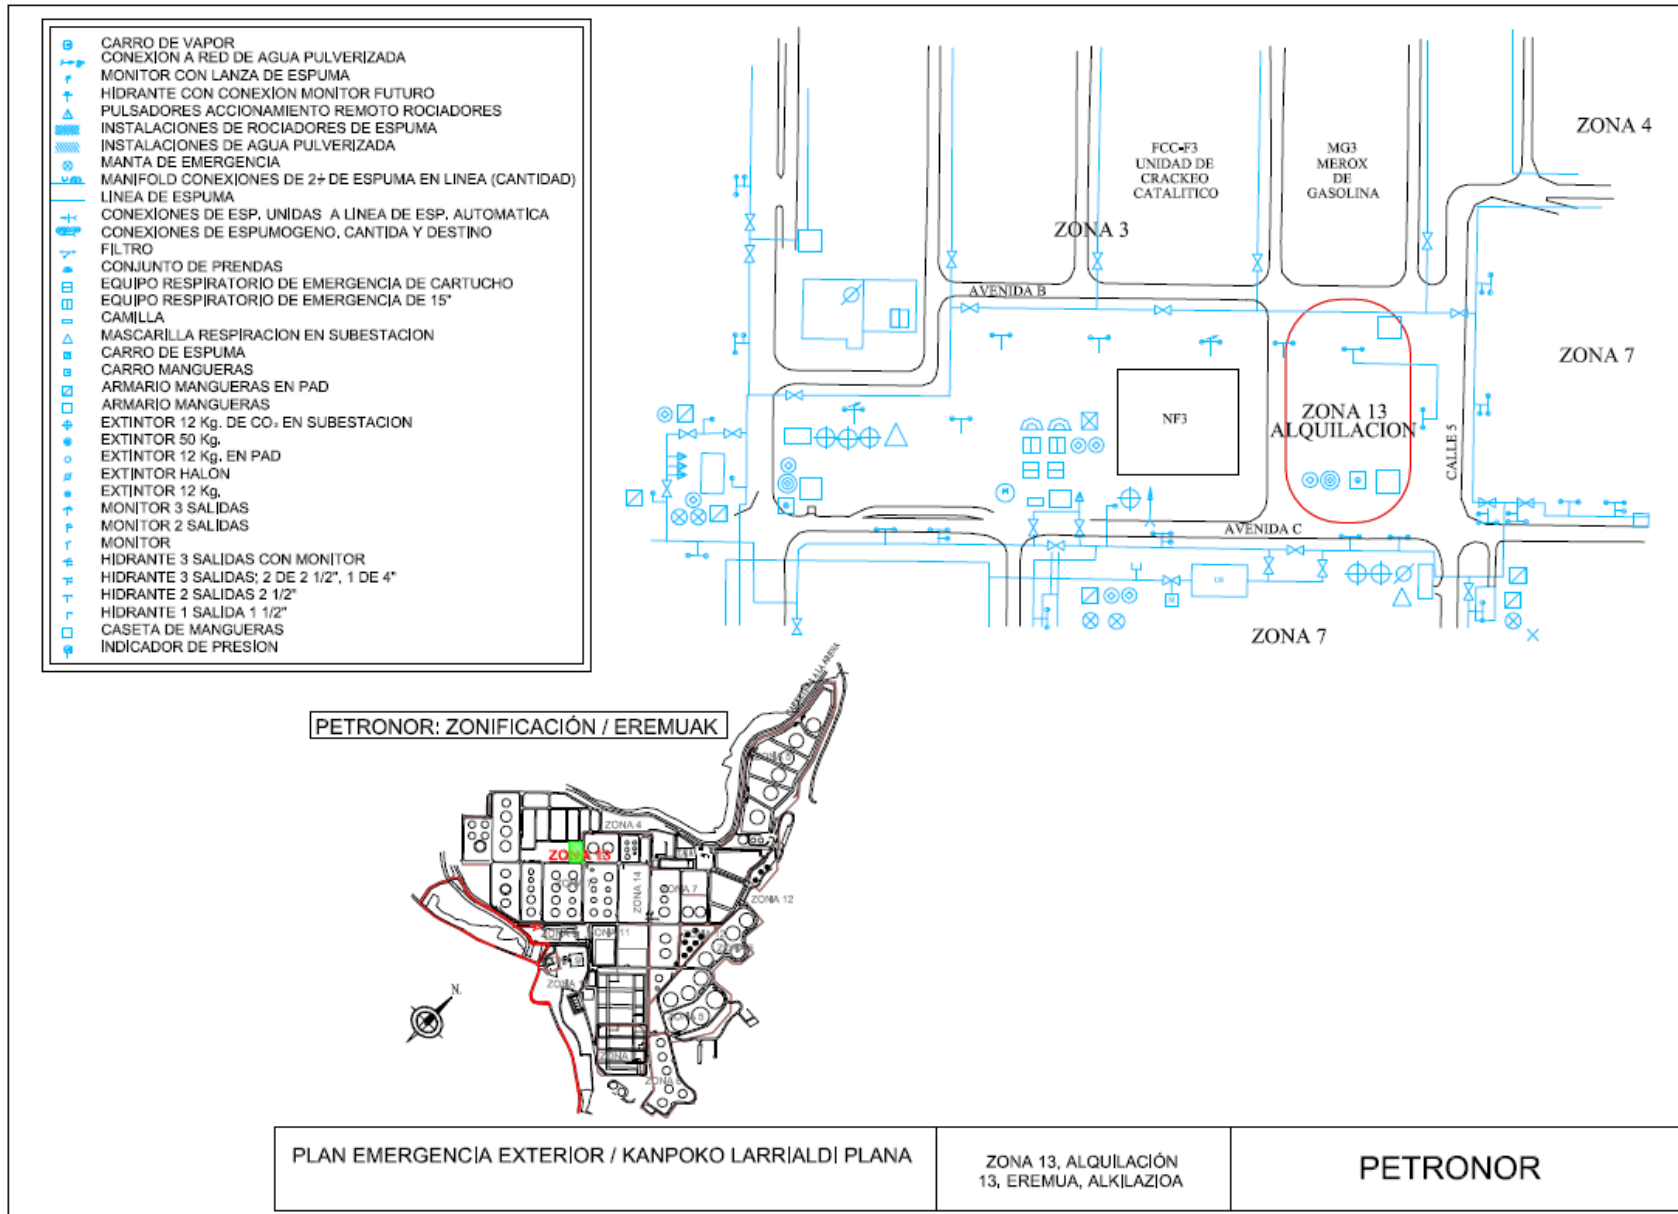 CARRO DE VAPOR
CONEXION A RED DE AGUA PULVERIZADA
MONITOR CON LANZA DE ESPUMA
HIDRANTE CON CONEXION MONITOR FUTURO
PULSADORES ACCIONAMIENTO REMOTO ROCIADORES
INSTALACIONES DE ROCIADORES DE ESPUMA
INSTALACIONES DE AGUA PULVERIZADA
MANTA DE EMERGENCIA
MANIFOLD CONEXIONES DE 2½ DE ESPUMA EN LINEA (CANTIDAD)
LINEA DE ESPUMA
CONEXIONES DE ESP. UNIDAS A LINEA DE ESP. AUTOMATICA
CONEXIONES DE ESPUMOGENO, CANTIDA Y DESTINO
FILTRO
CONJUNTO DE PRENDAS
EQUIPO RESPIRATORIO DE EMERGENCIA DE CARTUCHO
EQUIPO RESPIRATORIO DE EMERGENCIA DE 15"
CAMILLA
MASCARILLA RESPIRACION EN SUBESTACION
CARRO DE ESPUMA
CARRO MANGUERAS
ARMARIO MANGUERAS EN PAD
ARMARIO MANGUERAS
EXTINTOR 12 Kg. DE CO₂ EN SUBESTACION
EXTINTOR 50 Kg.
EXTINTOR 12 Kg. EN PAD
EXTINTOR HALON
EXTINTOR 12 Kg.
MONITOR 3 SALIDAS
MONITOR 2 SALIDAS
MONITOR
HIDRANTE 3 SALIDAS CON MONITOR
HIDRANTE 3 SALIDAS; 2 DE 2 1/2", 1 DE 4"
HIDRANTE 2 SALIDAS 2 1/2"
HIDRANTE 1 SALIDA 1 1/2"
CASETA DE MANGUERAS
INDICADOR DE PRESION
ZONA 4
FCC-F3
UNIDAD DE
CRACKEO
CATALITICO
MG3
MEROX
DE
GASOLINA
ZONA 3
AVENIDA B
ZONA 7
NF3
ZONA 13
ALQUILACION
CALLE 5
AVENIDA C
ZONA 7
PETRONOR: ZONIFICACIÓN / EREMUAK
ZONA 4
ZONA 13
ZONA 14
ZONA 7
ZONA 12
N.
PLAN EMERGENCIA EXTERIOR / KANPOKO LARRIALDI PLANA
ZONA 13, ALQUILACIÓN
13, EREMUA, ALKILAZIOA
PETRONOR